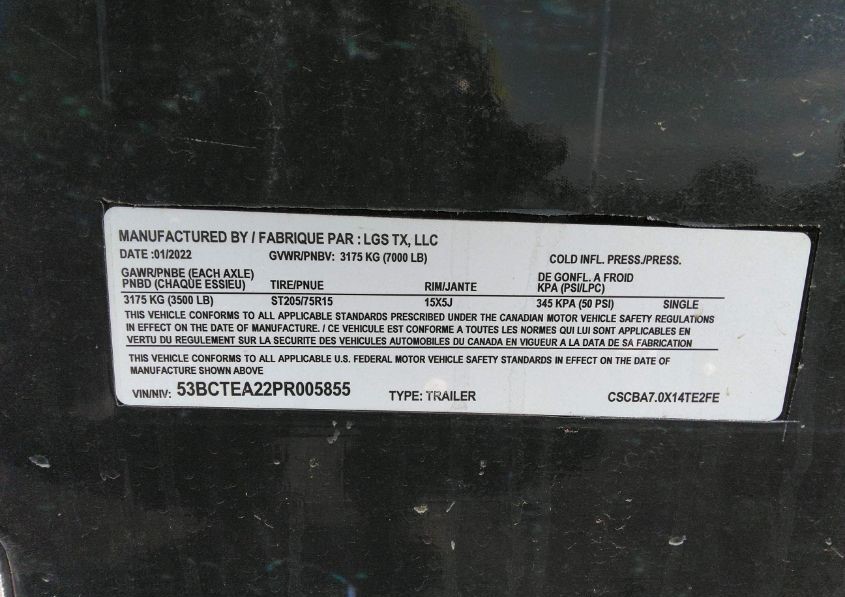 MANUFACTURED BY / FABRIQUE PAR : LGS TX, LLC
DATE :01/2022 GVWR/PNBV: 3175 KG (7000 LB) COLD INFL. PRESS./PRESS.
GAWR/PNBE (EACH AXLE) DE GONFL. A FROID
PNBD (CHAQUE ESSIEU) TIRE/PNUE RIM/JANTE KPA (PSI/LPC)
3175 KG (3500 LB) ST205/75R15 15X5J 345 KPA (50 PSI) SINGLE
THIS VEHICLE CONFORMS TO ALL APPLICABLE STANDARDS PRESCRIBED UNDER THE CANADIAN MOTOR VEHICLE SAFETY REGULATIONS
IN EFFECT ON THE DATE OF MANUFACTURE. / CE VEHICULE EST CONFORME A TOUTES LES NORMES QUI LUI SONT APPLICABLES EN
VERTU DU REGULEMENT SUR LA SECURITE DES VEHICULES AUTOMOBILES DU CANADA EN VIGUEUR A LA DATA DE SA FABRICATION
THIS VEHICLE CONFORMS TO ALL APPLICABLE U.S. FEDERAL MOTOR VEHICLE SAFETY STANDARDS IN EFFECT ON THE DATE OF
MANUFACTURE SHOWN ABOVE
VIN/NIV: 53BCTEA22PR005855 TYPE: TRAILER CSCBA7.0X14TE2FE